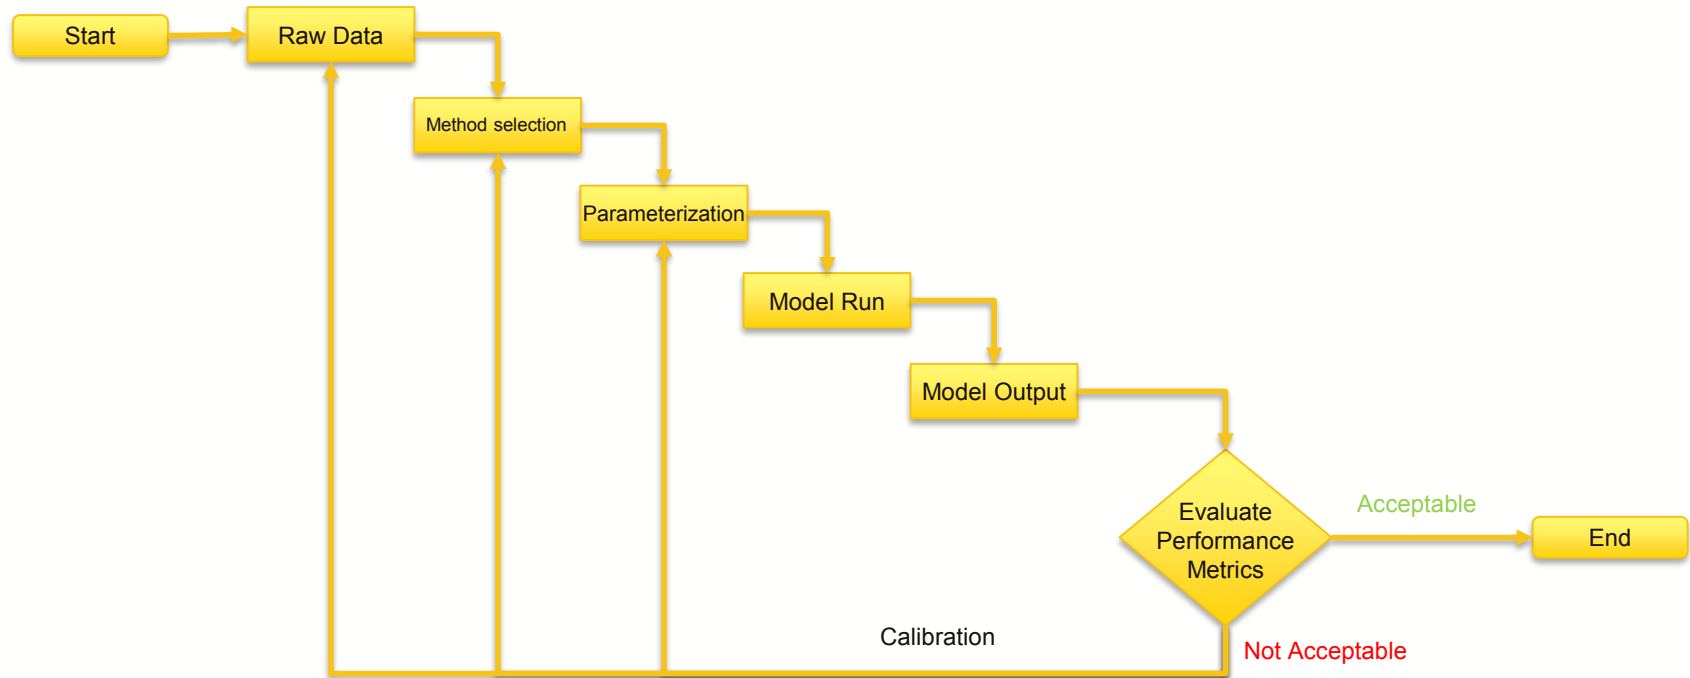 Start
Raw Data
Method selection
Parameterization
Model Run
Model Output
Evaluate
Performance
Metrics
Acceptable
End
Calibration
Not Acceptable